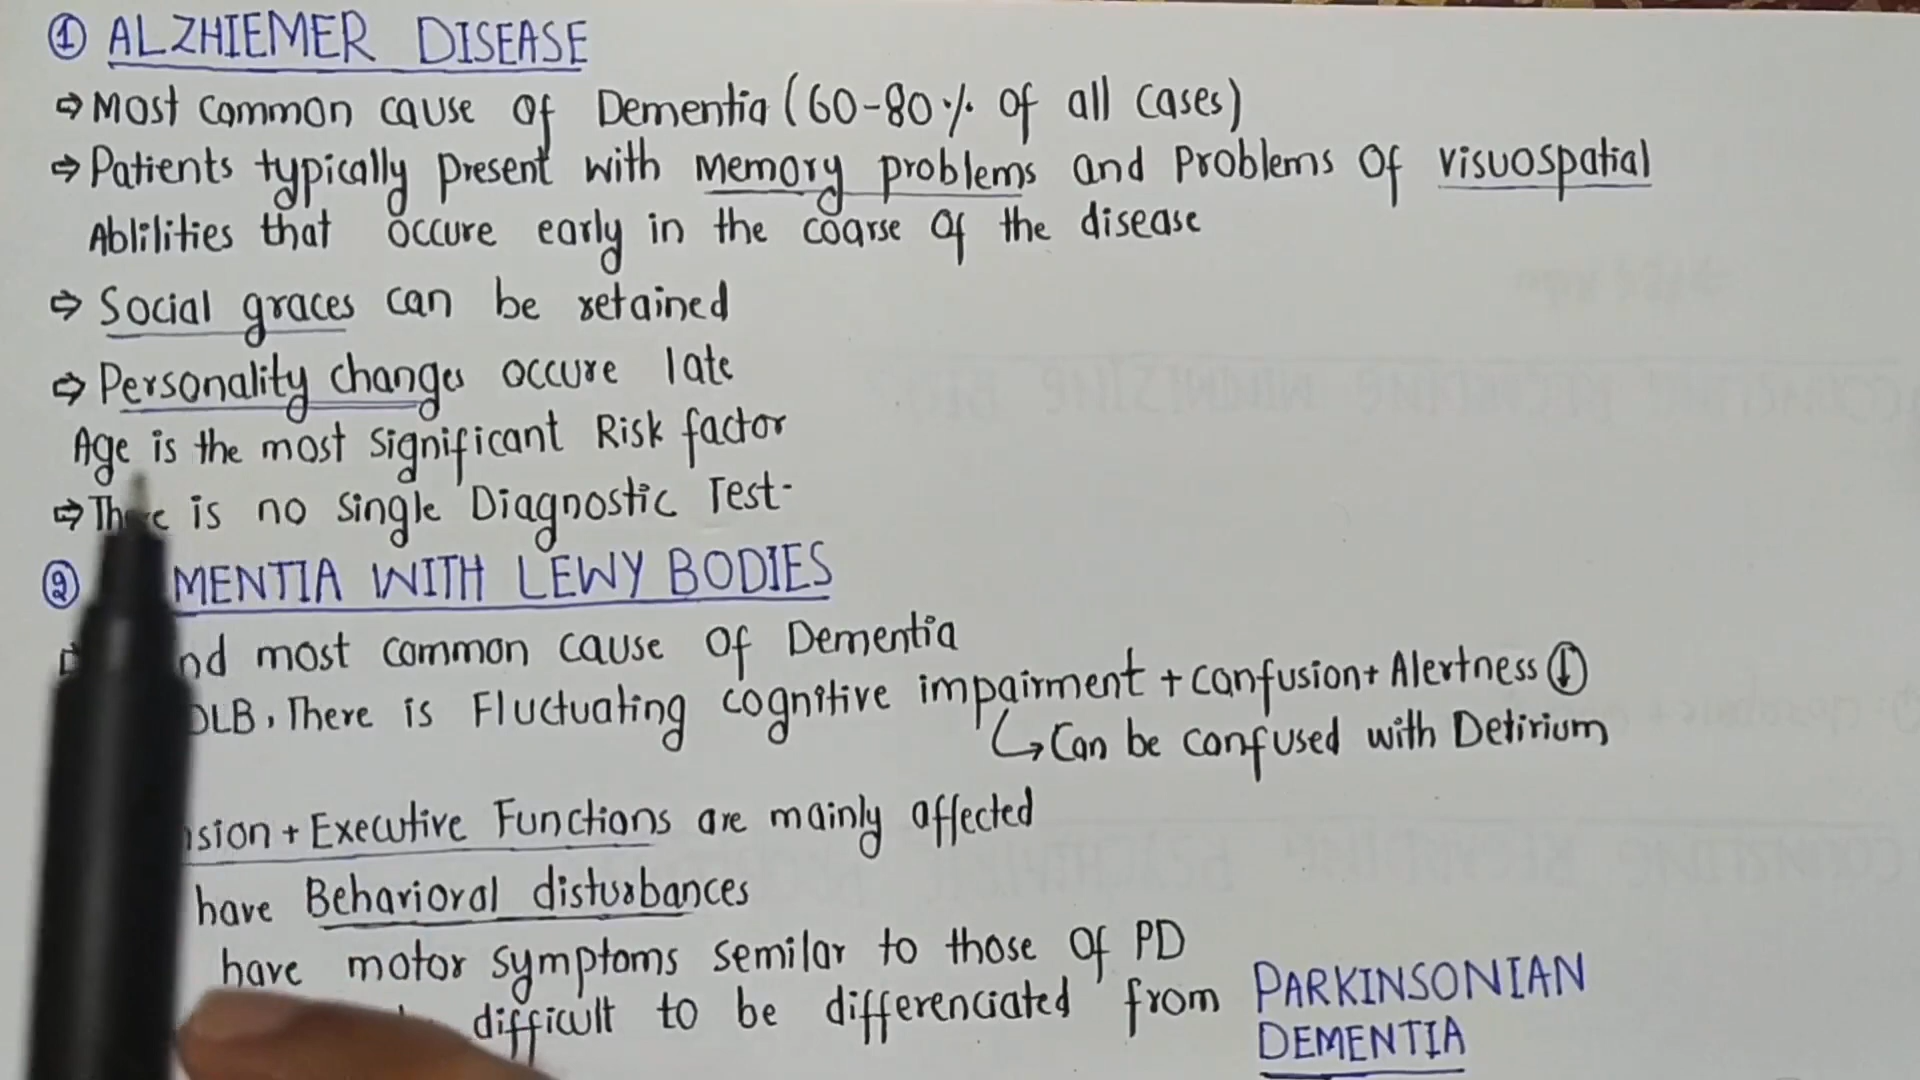 ① ALZHIEMER DISEASE
⇨ Most common cause of Dementia (60-80% of all cases)
⇨ Patients typically present with memory problems and problems of visuospatial
Ablilities that occure early in the coarse of the disease
⇨ Social graces can be retained
⇨ Personality changes occure late
Age is the most significant Risk factor
⇨ There is no single Diagnostic Test-
② MENTIA WITH LEWY BODIES
nd most common cause of Dementia
DLB, There is Fluctuating cognitive impairment + confusion + Alertness ↓
↳ Can be confused with Detirium
sion + Executive Functions are mainly affected
have Behavioral disturbances
have motor symptoms semilar to those of PD
difficult to be differenciated from PARKINSONIAN
DEMENTIA